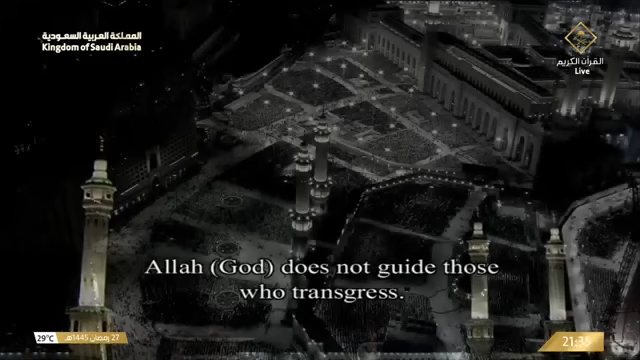 المملكة العربية السعودية
Kingdom of Saudi Arabia
القرآن الكريم
Live
Allah (God) does not guide those
who transgress.
29°C
27 رمضان 1445هـ
21:35